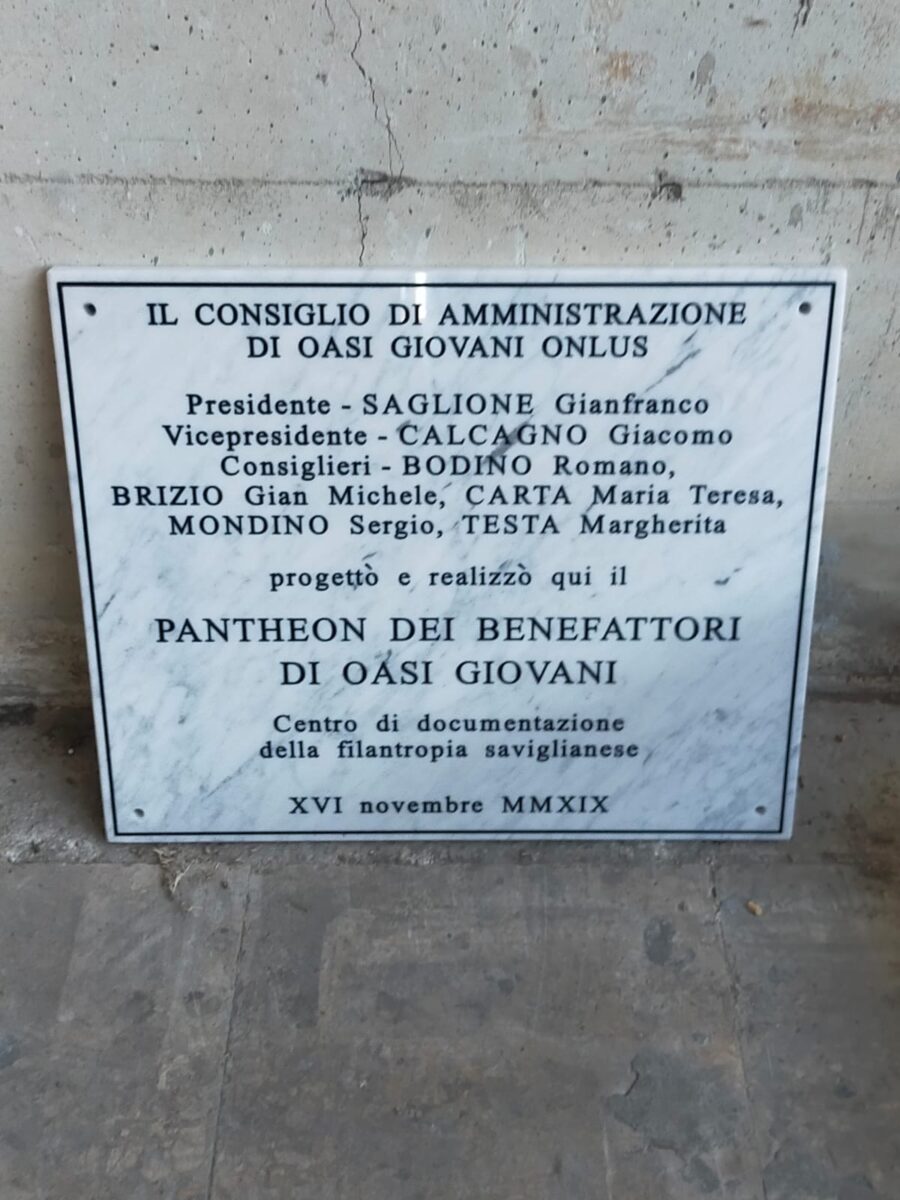 IL CONSIGLIO DI AMMINISTRAZIONE
DI OASI GIOVANI ONLUS
Presidente - SAGLIONE Gianfranco
Vicepresidente - CALCAGNO Giacomo
Consiglieri - BODINO Romano,
BRIZIO Gian Michele, CARTA Maria Teresa,
MONDINO Sergio, TESTA Margherita
progettò e realizzò qui il
PANTHEON DEI BENEFATTORI
DI OASI GIOVANI
Centro di documentazione
della filantropia saviglianese
XVI novembre MMXIX